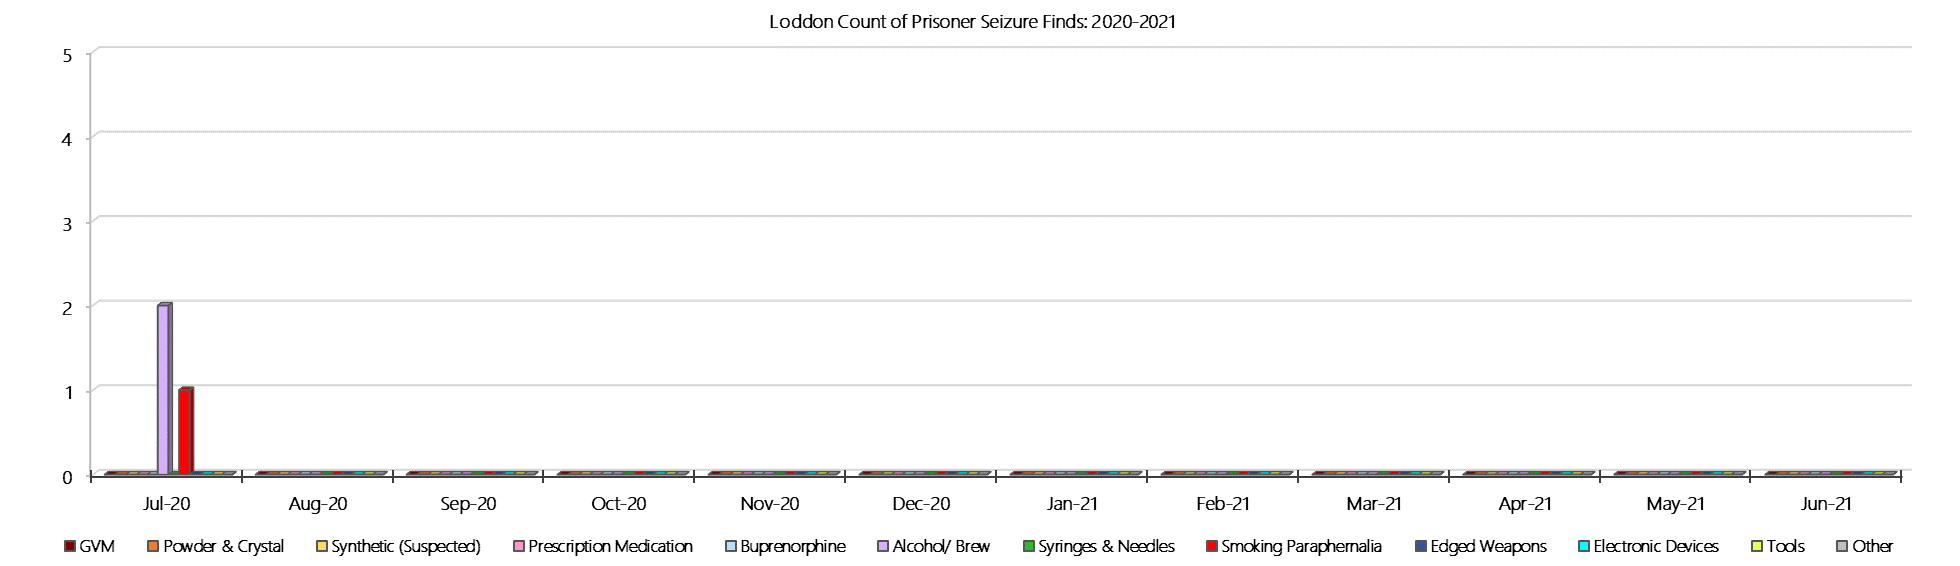 Loddon Count of Prisoner Seizure Finds: 2020-2021
5
4
3
2
1
0
Jul-20 Aug-20 Sep-20 Oct-20 Nov-20 Dec-20 Jan-21 Feb-21 Mar-21 Apr-21 May-21 Jun-21
GVM Powder & Crystal Synthetic (Suspected) Prescription Medication Buprenorphine Alcohol/ Brew Syringes & Needles Smoking Paraphernalia Edged Weapons Electronic Devices Tools Other